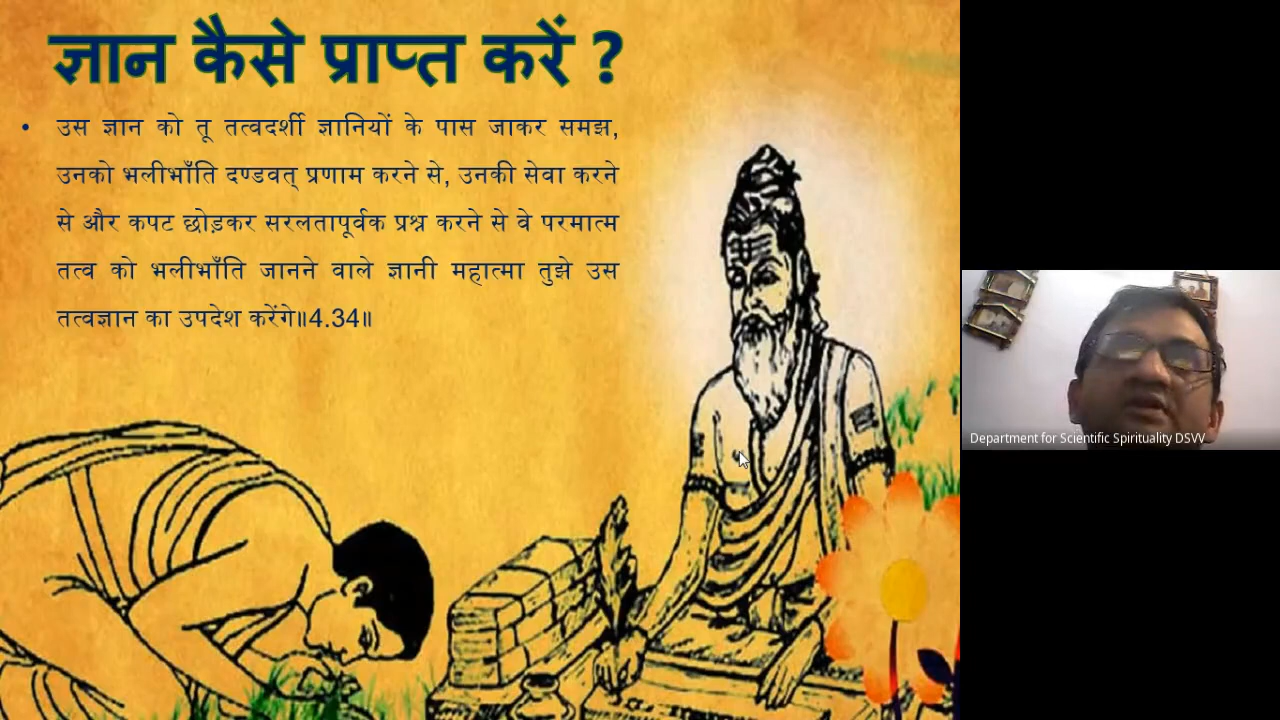 ज्ञान कैसे प्राप्त करें ?
• उस ज्ञान को तू तत्वदर्शी ज्ञानियों के पास जाकर समझ,
उनको भलीभाँति दण्डवत् प्रणाम करने से, उनकी सेवा करने
से और कपट छोड़कर सरलतापूर्वक प्रश्न करने से वे परमात्म
तत्व को भलीभाँति जानने वाले ज्ञानी महात्मा तुझे उस
तत्वज्ञान का उपदेश करेंगे॥4.34॥
Department for Scientific Spirituality DSVV